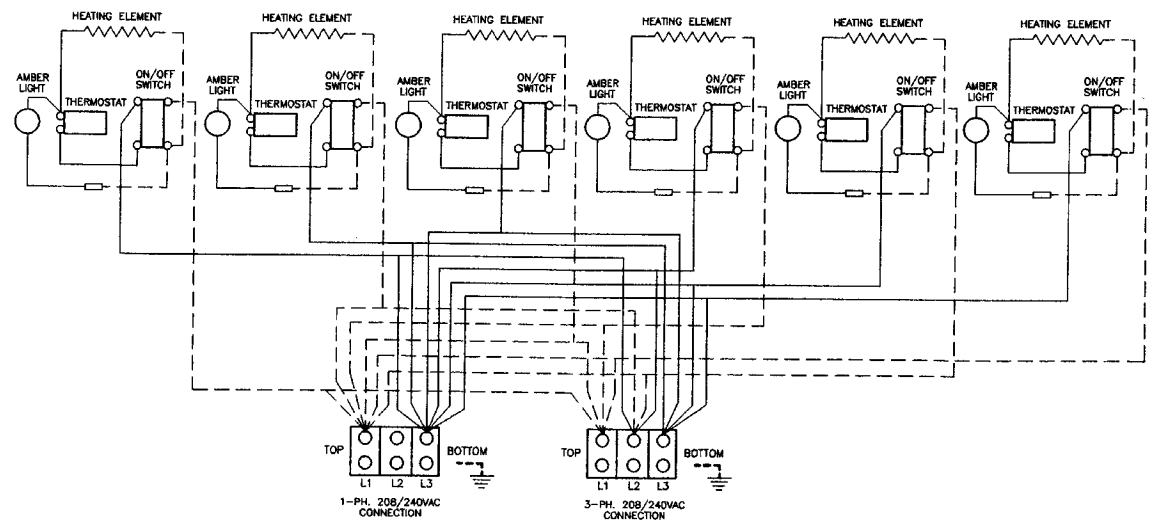 HEATING ELEMENT
HEATING ELEMENT
HEATING ELEMENT
HEATING ELEMENT
HEATING ELEMENT
HEATING ELEMENT
AMBER
LIGHT
THERMOSTAT
ON/OFF
SWITCH
AMBER
LIGHT
THERMOSTAT
ON/OFF
SWITCH
AMBER
LIGHT
THERMOSTAT
ON/OFF
SWITCH
AMBER
LIGHT
THERMOSTAT
ON/OFF
SWITCH
AMBER
LIGHT
THERMOSTAT
ON/OFF
SWITCH
AMBER
LIGHT
THERMOSTAT
ON/OFF
SWITCH
TOP
BOTTOM
L1 L2 L3
1-PH. 208/240VAC
CONNECTION
TOP
BOTTOM
L1 L2 L3
3-PH. 208/240VAC
CONNECTION